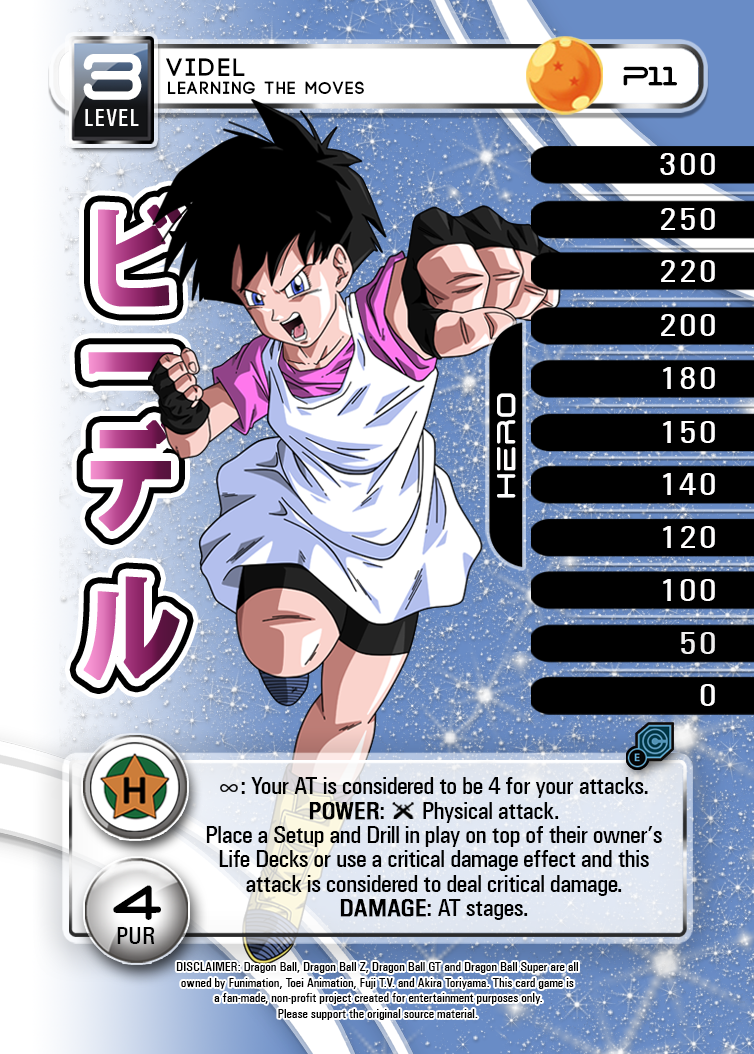 3
LEVEL
VIDEL
LEARNING THE MOVES
P11
ビーデル
HERO
300
250
220
200
180
150
140
120
100
50
0
E
C
H
4
PUR
∞: Your AT is considered to be 4 for your attacks.
POWER: Physical attack.
Place a Setup and Drill in play on top of their owner's
Life Decks or use a critical damage effect and this
attack is considered to deal critical damage.
DAMAGE: AT stages.
DISCLAIMER: Dragon Ball, Dragon Ball Z, Dragon Ball GT and Dragon Ball Super are all
owned by Funimation, Toei Animation, Fuji T.V. and Akira Toriyama. This card game is
a fan-made, non-profit project created for entertainment purposes only.
Please support the original source material.